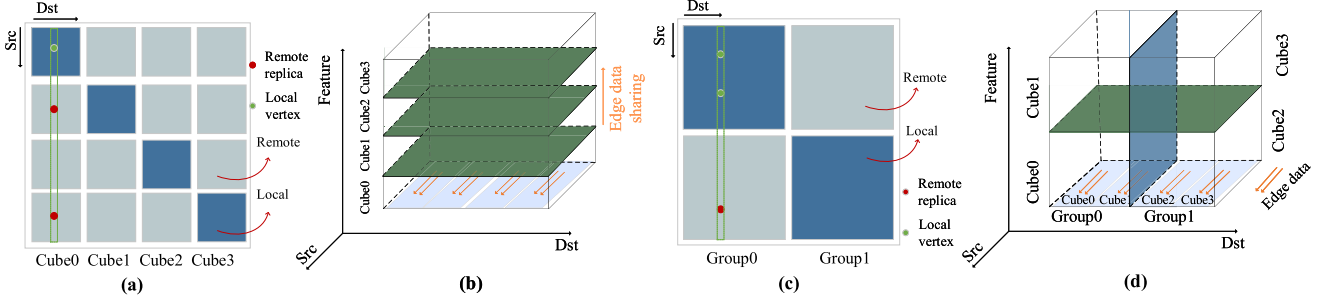 Dst
Src
Remote
replica
Local
vertex
Remote
Local
Cube0 Cube1 Cube2 Cube3
(a)
Feature
Cube3
Cube2
Cube1
Cube0
Edge data
sharing
Src
Dst
(b)
Dst
Src
Remote
Local
Remote
replica
Local
vertex
Group0 Group1
(c)
Feature
Cube1
Cube0
Cube3
Cube2
Cube0 Cube Cube2 Cube3
Group0 Group1
Edge data
Src
Dst
(d)